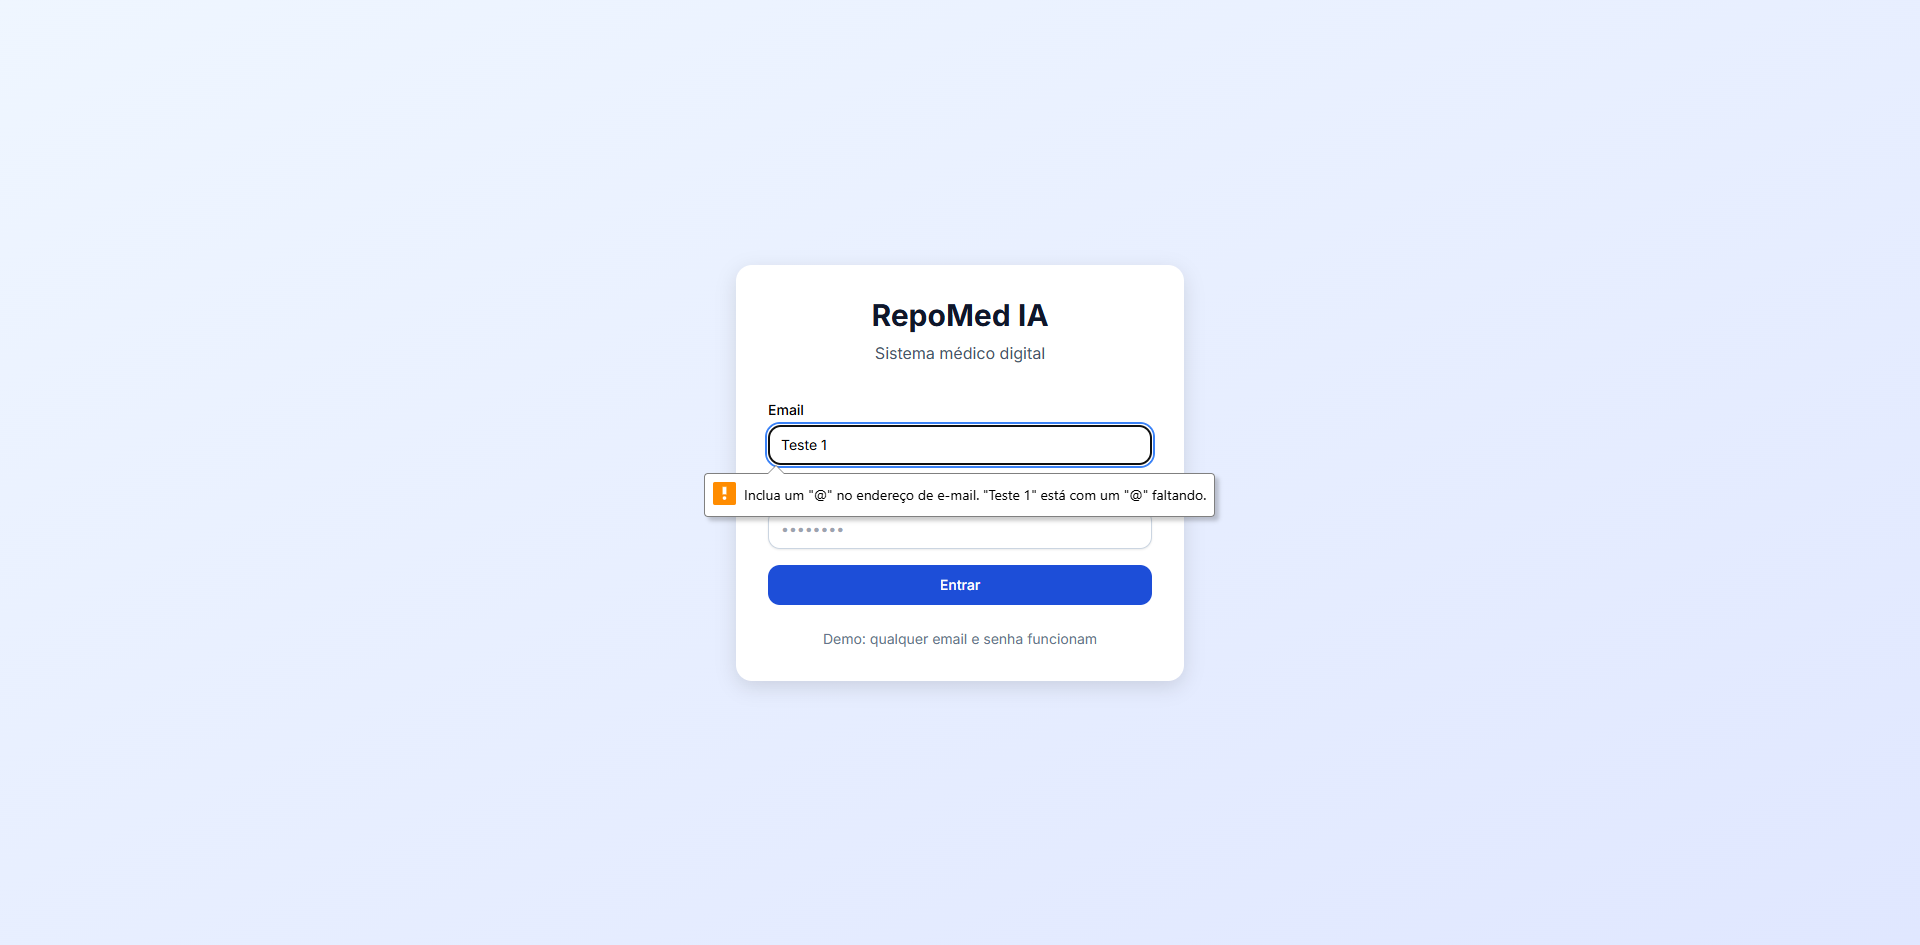 RepoMed IA
Sistema médico digital
Email
Teste 1
Inclua um "@" no endereço de e-mail. "Teste 1" está com um "@" faltando.
••••••••
Entrar
Demo: qualquer email e senha funcionam